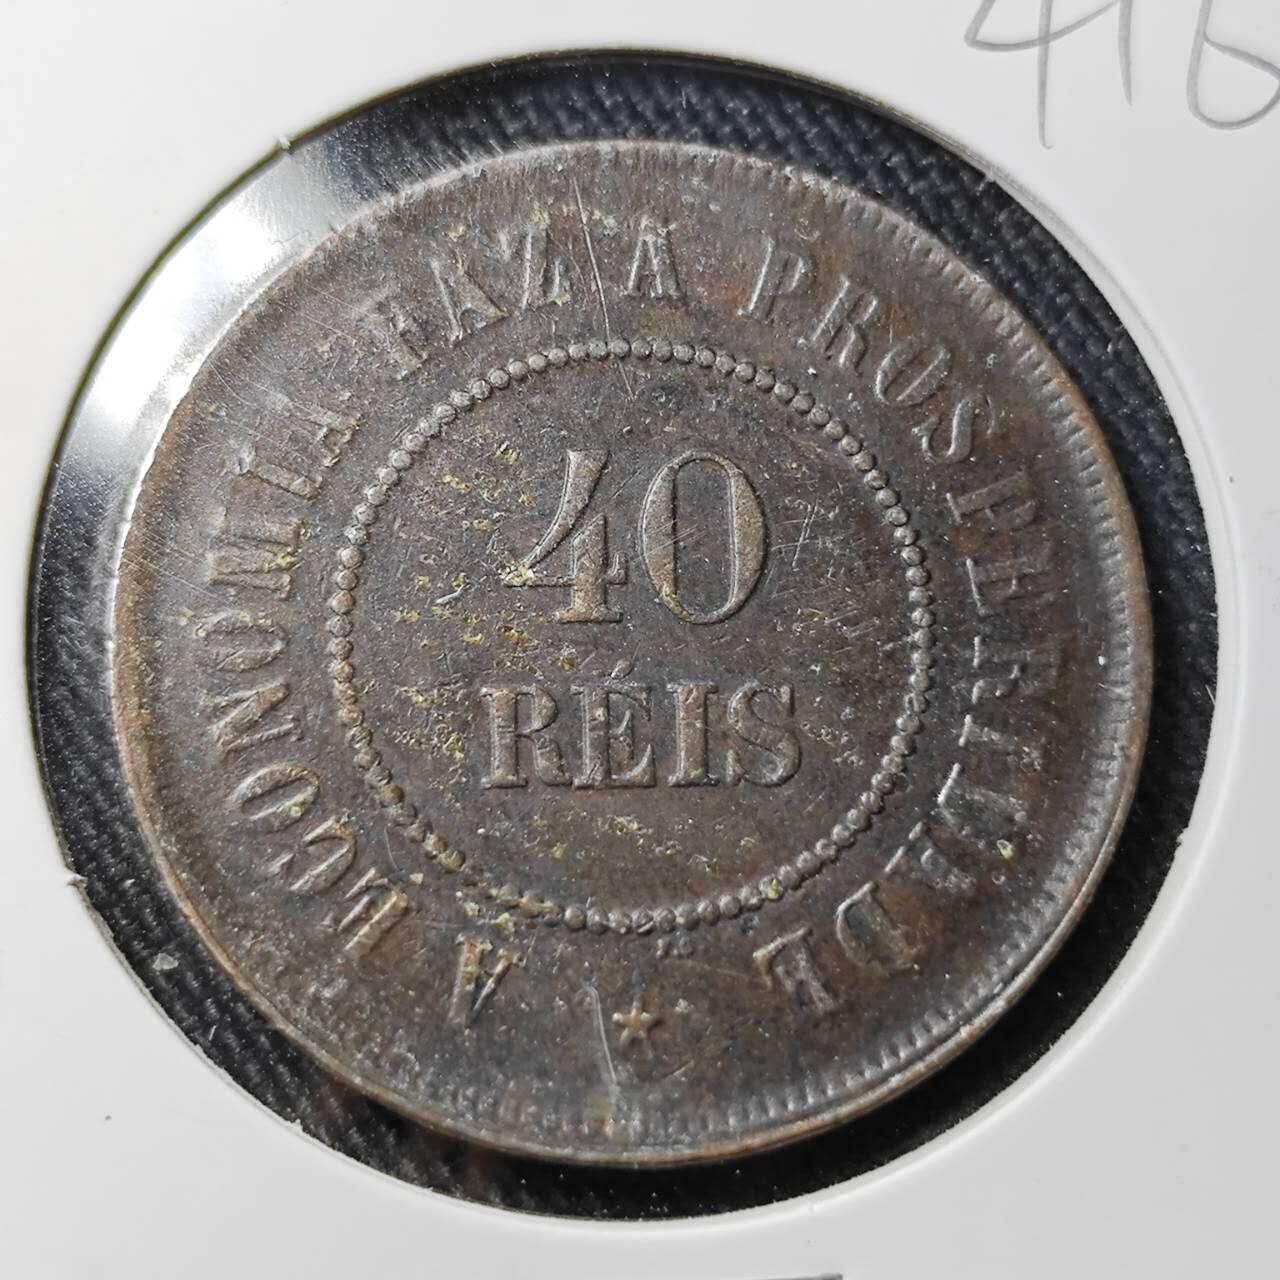 A ECONOMIA FAZ A PROSPERIDADE
40
RÉIS